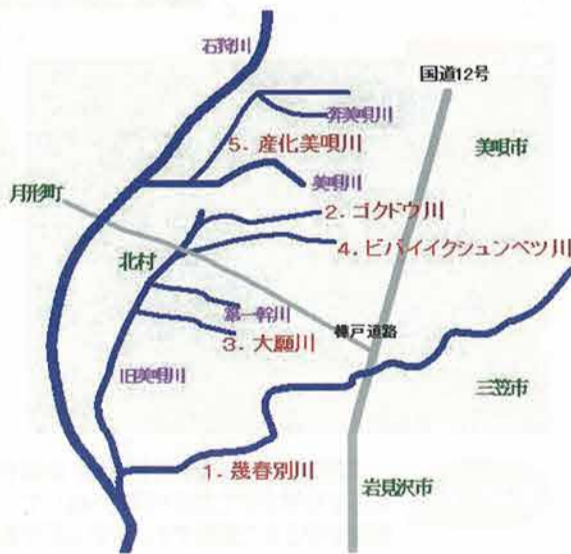 石狩川
国道12号
奔美唄川
5. 産化美唄川
美唄市
美唄川
月形町
2. ゴクドウ川
4. ビバイイクシュンベツ川
北村
第一幹川
樺戸道路
3. 大願川
旧美唄川
三笠市
1. 幾春別川
岩見沢市